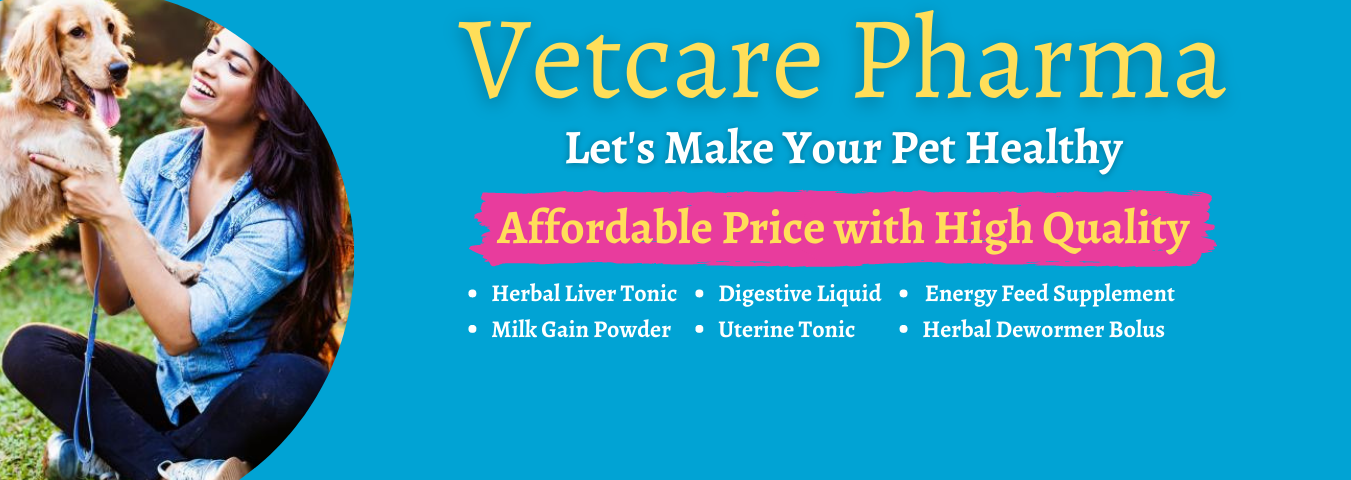 Vetcare Pharma
Let's Make Your Pet Healthy
Affordable Price with High Quality
• Herbal Liver Tonic • Digestive Liquid • Energy Feed Supplement
• Milk Gain Powder • Uterine Tonic • Herbal Dewormer Bolus